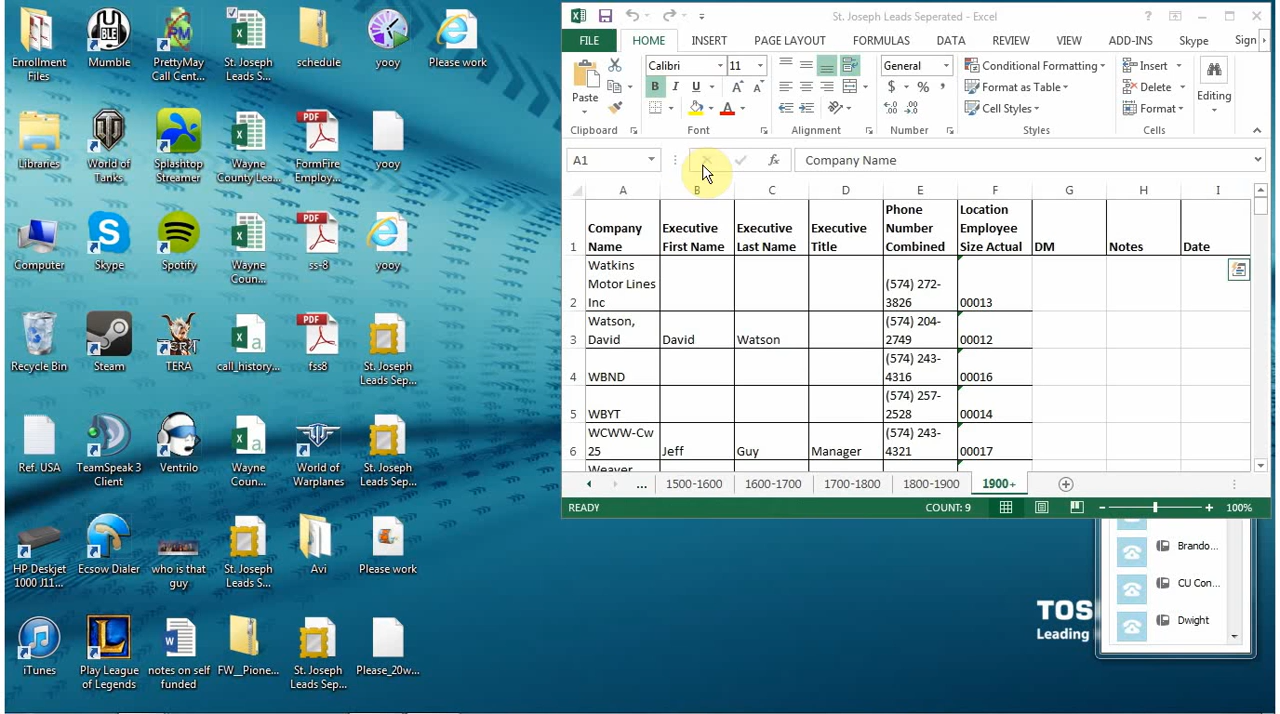 Enrollment
Files
Mumble
PrettyMay
Call Cent...
St. Joseph
Leads S...
schedule
yooy
Please work
Libraries
World of
Tanks
Splashtop
Streamer
Wayne
County Lea...
PDF
FormFire
Employ...
yooy
Computer
Skype
Spotify
Wayne
Coun...
PDF
ss-8
yooy
Recycle Bin
Steam
TERA
call_history...
PDF
fss8
St. Joseph
Leads Sep...
Ref. USA
TeamSpeak 3
Client
Ventrilo
Wayne
Coun...
World of
Warplanes
St. Joseph
Leads Sep...
HP Deskjet
1000 J11...
Ecsow Dialer
who is that
guy
St. Joseph
Leads S...
Avi
Please work
iTunes
Play League
of Legends
notes on self
funded
FW__Pione...
St. Joseph
Leads Sep...
Please_20w...
St. Joseph Leads Seperated - Excel
FILE HOME INSERT PAGE LAYOUT FORMULAS DATA REVIEW VIEW ADD-INS Skype Sign
Paste
Calibri 11
B I U
General
$ % ,
Conditional Formatting
Format as Table
Cell Styles
Insert
Delete
Format
Editing
Clipboard Font Alignment Number Styles Cells
A1 fx Company Name
A B C D E F G H I
1 Company Name Executive First Name Executive Last Name Executive Title Phone Number Combined Location Employee Size Actual DM Notes Date
2 Watkins Motor Lines Inc (574) 272-3826 00013
3 Watson, David David Watson (574) 204-2749 00012
4 WBND (574) 243-4316 00016
5 WBYT (574) 257-2528 00014
6 WCWW-Cw 25 Jeff Guy Manager (574) 243-4321 00017
Weaver
... 1500-1600 1600-1700 1700-1800 1800-1900 1900+
READY COUNT: 9 100%
Brando...
CU Con...
Dwight
TOS
Leading